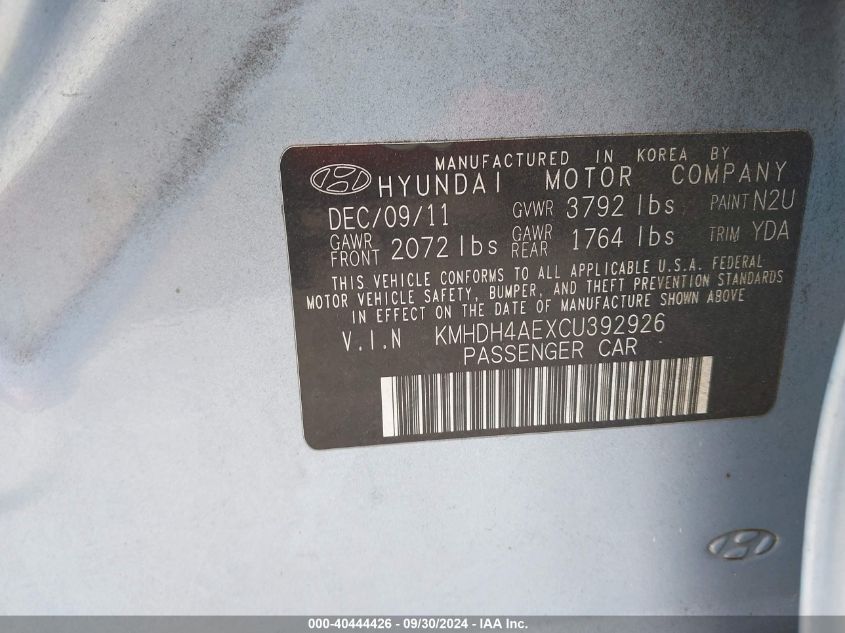 MANUFACTURED IN KOREA BY
HYUNDAI MOTOR COMPANY
DEC/09/11 GVWR 3792 lbs PAINT N2U
GAWR FRONT 2072 lbs GAWR REAR 1764 lbs TRIM YDA
THIS VEHICLE CONFORMS TO ALL APPLICABLE U.S.A. FEDERAL
MOTOR VEHICLE SAFETY, BUMPER, AND THEFT PREVENTION STANDARDS
IN EFFECT ON THE DATE OF MANUFACTURE SHOWN ABOVE
V.I.N KMHDH4AEXCU392926
PASSENGER CAR
000-40444426 - 09/30/2024 - IAA Inc.